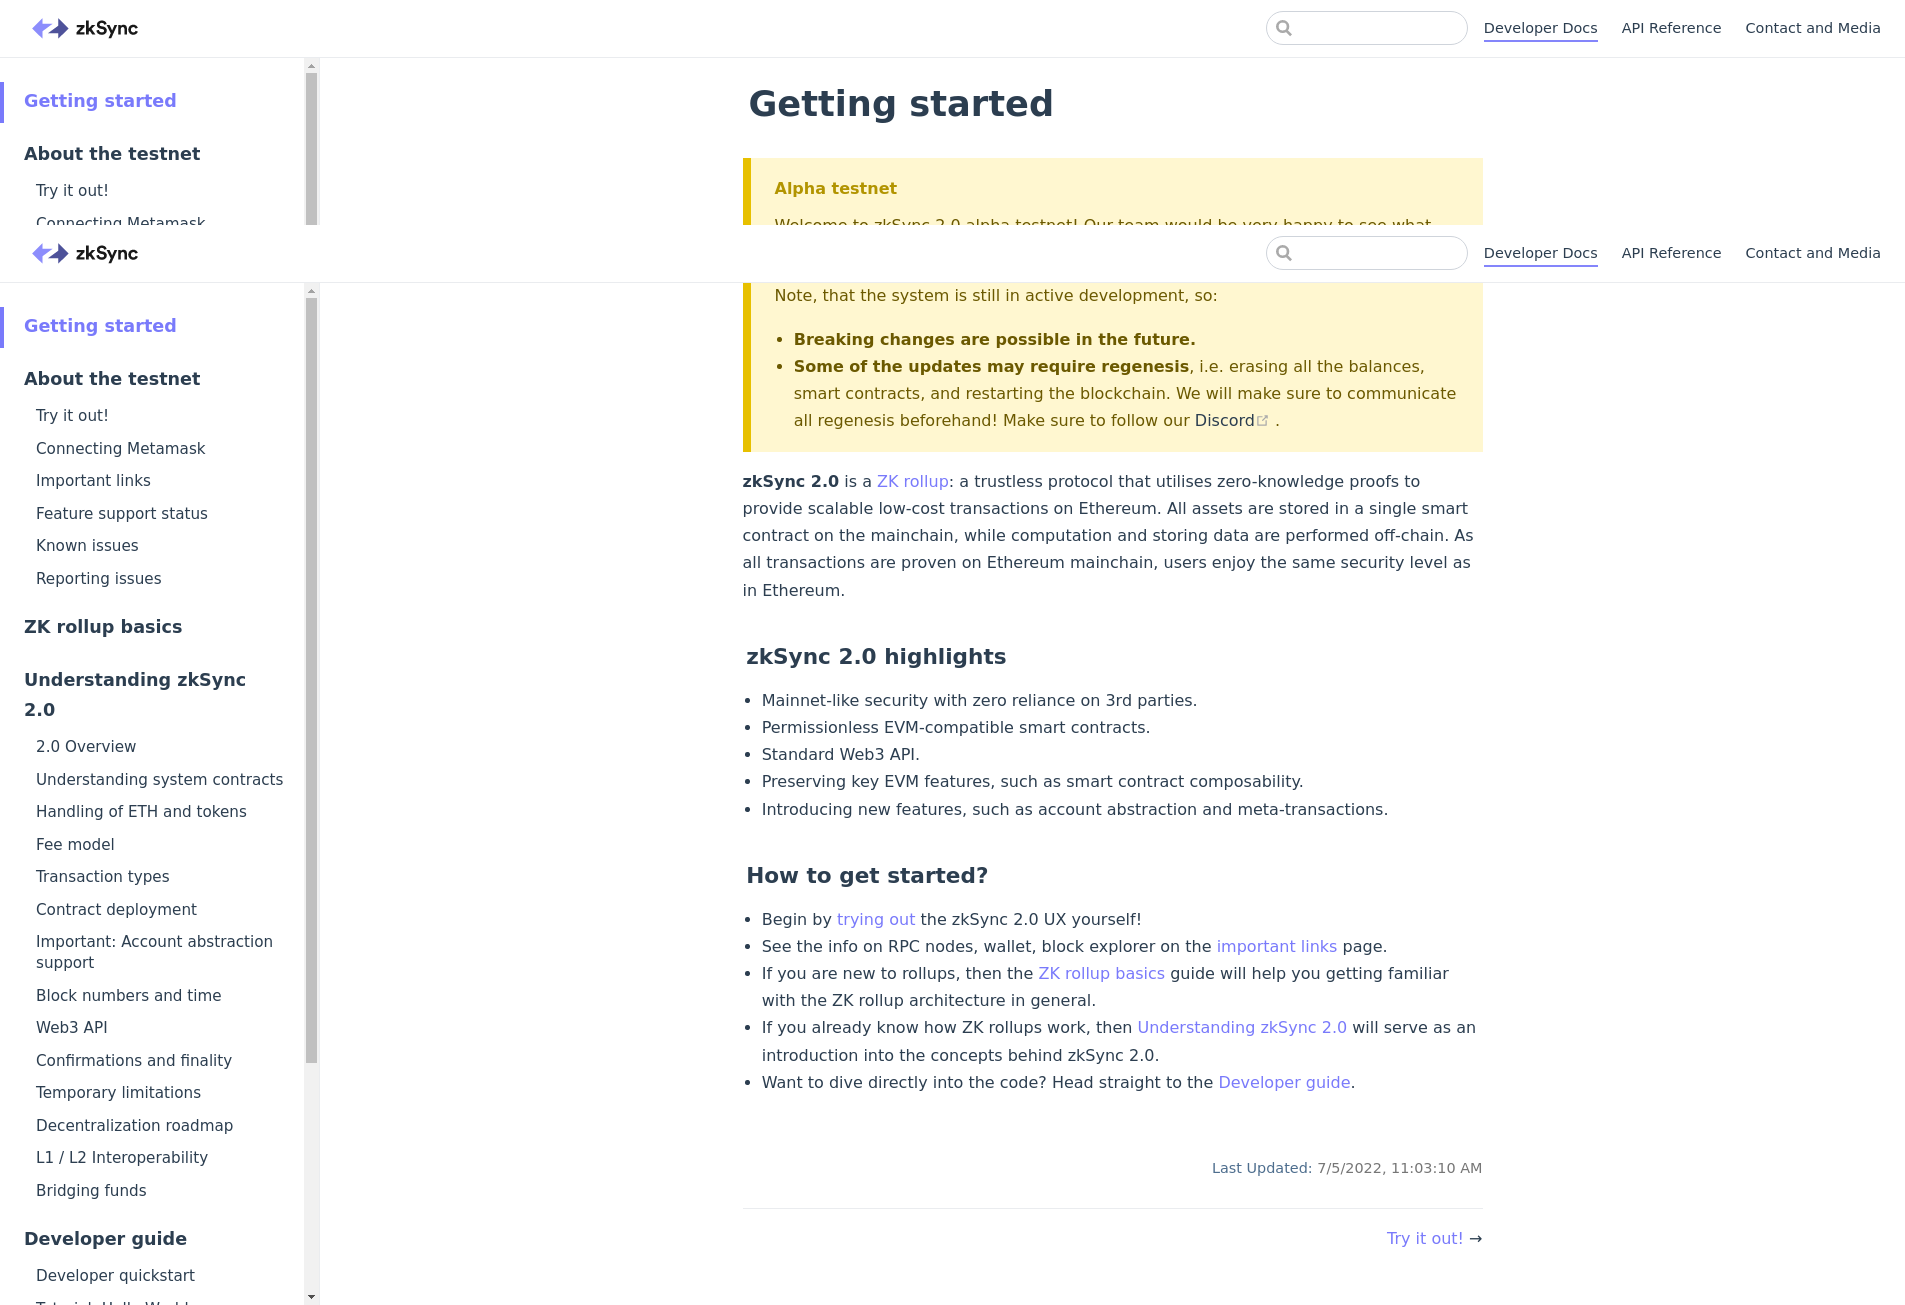 zkSync
Developer Docs
API Reference
Contact and Media
Getting started
About the testnet
Try it out!
Connecting Metamask
Getting started
Alpha testnet
Welcome to zkSync 2.0 alpha testnet! Our team would be very happy to see what
zkSync
Developer Docs
API Reference
Contact and Media
Getting started
About the testnet
Try it out!
Connecting Metamask
Important links
Feature support status
Known issues
Reporting issues
ZK rollup basics
Understanding zkSync
2.0
2.0 Overview
Understanding system contracts
Handling of ETH and tokens
Fee model
Transaction types
Contract deployment
Important: Account abstraction
support
Block numbers and time
Web3 API
Confirmations and finality
Temporary limitations
Decentralization roadmap
L1 / L2 Interoperability
Bridging funds
Developer guide
Developer quickstart
Note, that the system is still in active development, so:
• Breaking changes are possible in the future.
• Some of the updates may require regenesis, i.e. erasing all the balances,
smart contracts, and restarting the blockchain. We will make sure to communicate
all regenesis beforehand! Make sure to follow our Discord .
zkSync 2.0 is a ZK rollup: a trustless protocol that utilises zero-knowledge proofs to
provide scalable low-cost transactions on Ethereum. All assets are stored in a single smart
contract on the mainchain, while computation and storing data are performed off-chain. As
all transactions are proven on Ethereum mainchain, users enjoy the same security level as
in Ethereum.
zkSync 2.0 highlights
• Mainnet-like security with zero reliance on 3rd parties.
• Permissionless EVM-compatible smart contracts.
• Standard Web3 API.
• Preserving key EVM features, such as smart contract composability.
• Introducing new features, such as account abstraction and meta-transactions.
How to get started?
• Begin by trying out the zkSync 2.0 UX yourself!
• See the info on RPC nodes, wallet, block explorer on the important links page.
• If you are new to rollups, then the ZK rollup basics guide will help you getting familiar
with the ZK rollup architecture in general.
• If you already know how ZK rollups work, then Understanding zkSync 2.0 will serve as an
introduction into the concepts behind zkSync 2.0.
• Want to dive directly into the code? Head straight to the Developer guide.
Last Updated: 7/5/2022, 11:03:10 AM
Try it out! →